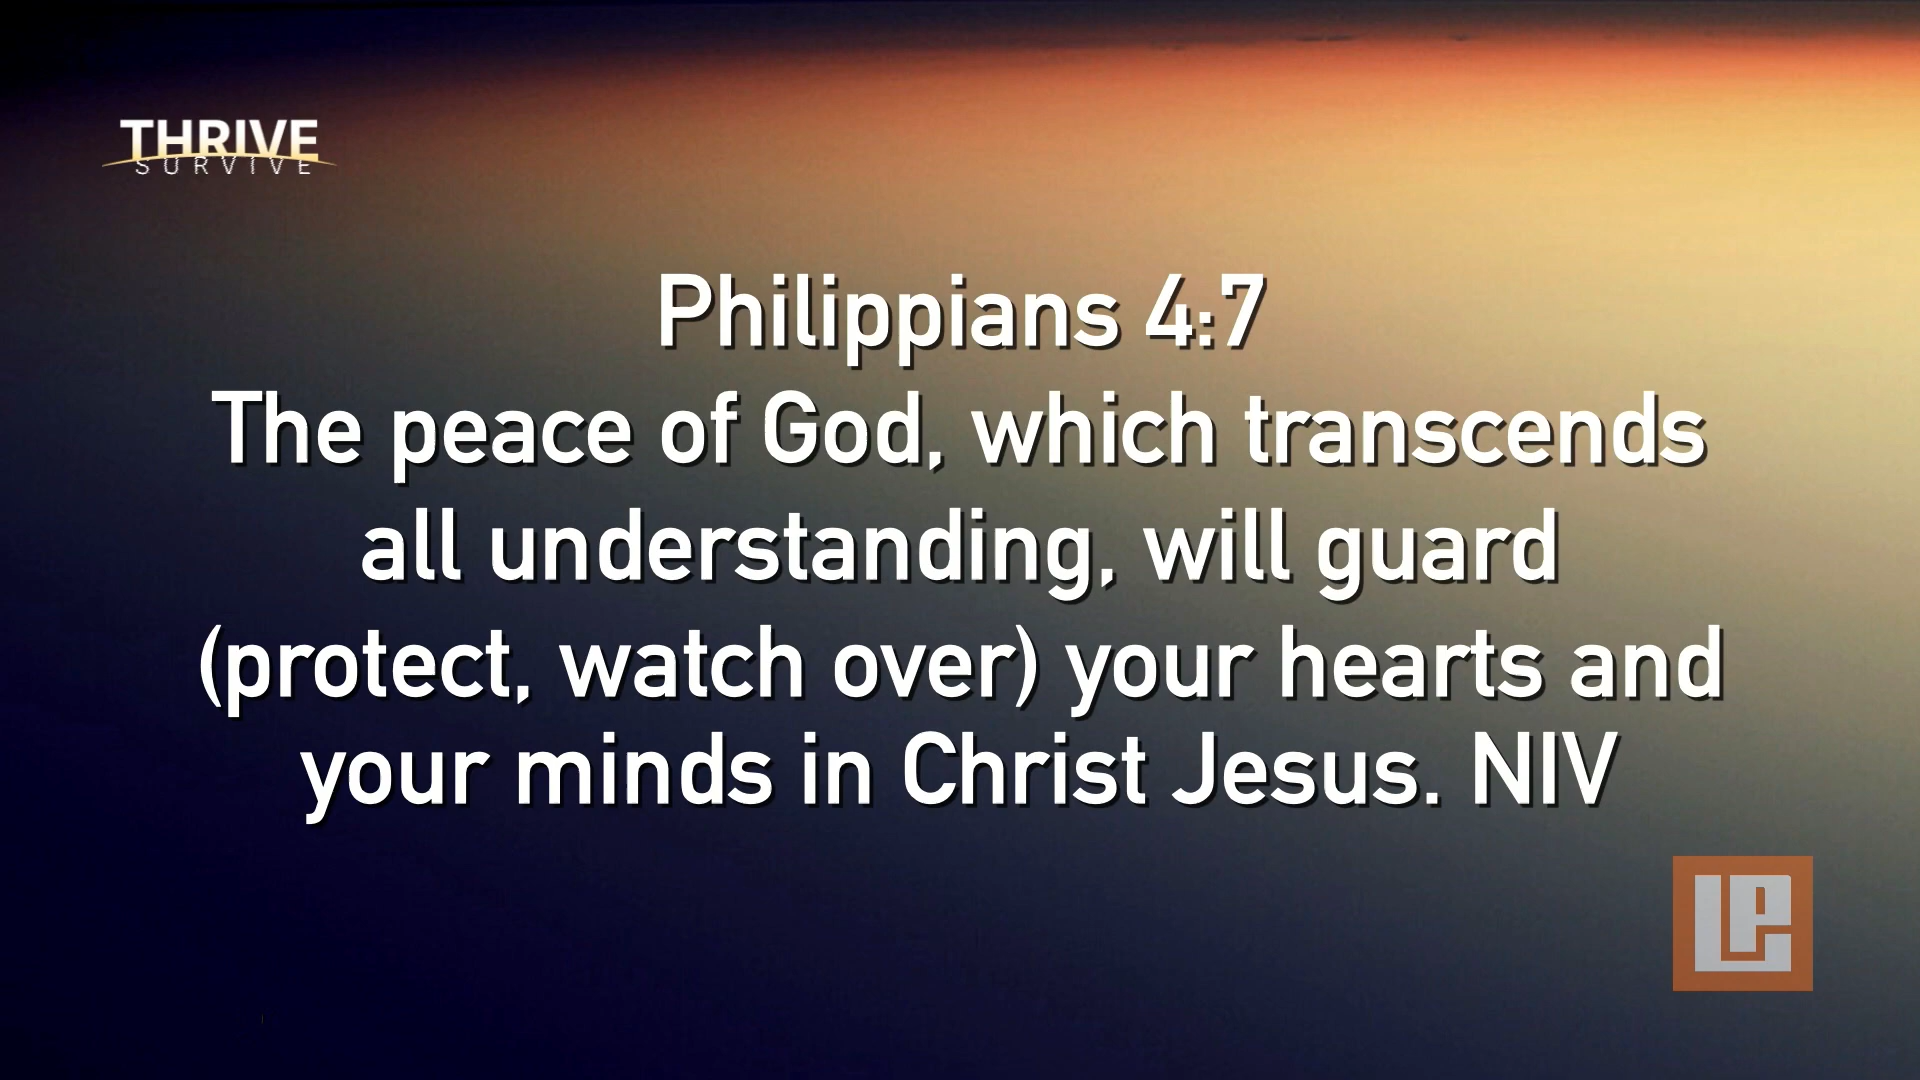 THRIVE
SURVIVE
Philippians 4:7
The peace of God, which transcends
all understanding, will guard
(protect, watch over) your hearts and
your minds in Christ Jesus. NIV
LP